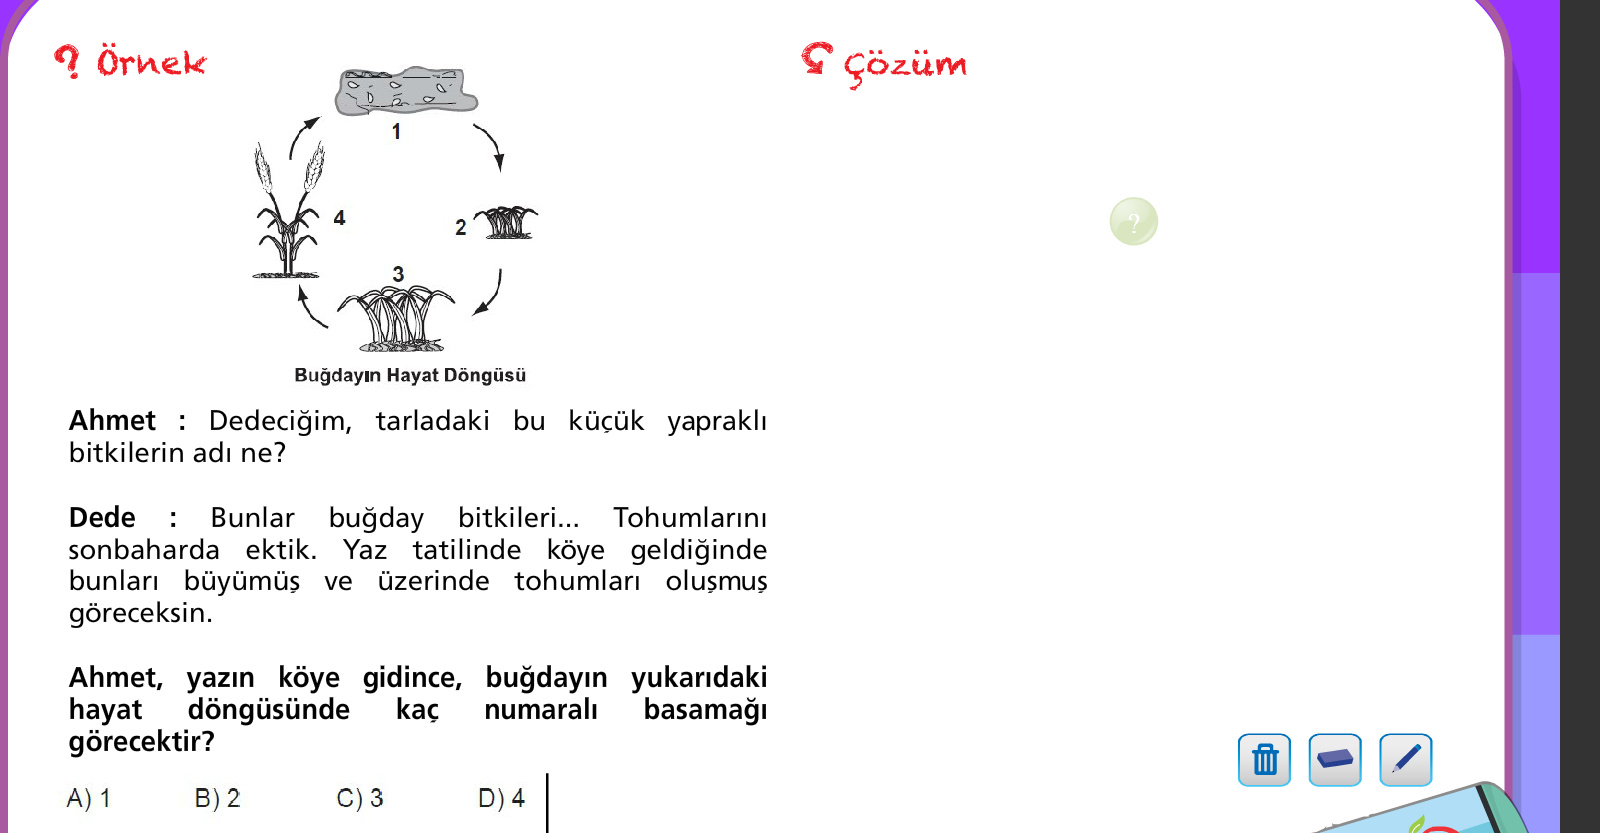 ? Örnek
Çözüm
1
4
2
3
?
Buğdayın Hayat Döngüsü
Ahmet : Dedeciğim, tarladaki bu küçük yapraklı
bitkilerin adı ne?
Dede : Bunlar buğday bitkileri... Tohumlarını
sonbaharda ektik. Yaz tatilinde köye geldiğinde
bunları büyümüş ve üzerinde tohumları oluşmuş
göreceksin.
Ahmet, yazın köye gidince, buğdayın yukarıdaki
hayat döngüsünde kaç numaralı basamağı
görecektir?
A) 1 B) 2 C) 3 D) 4